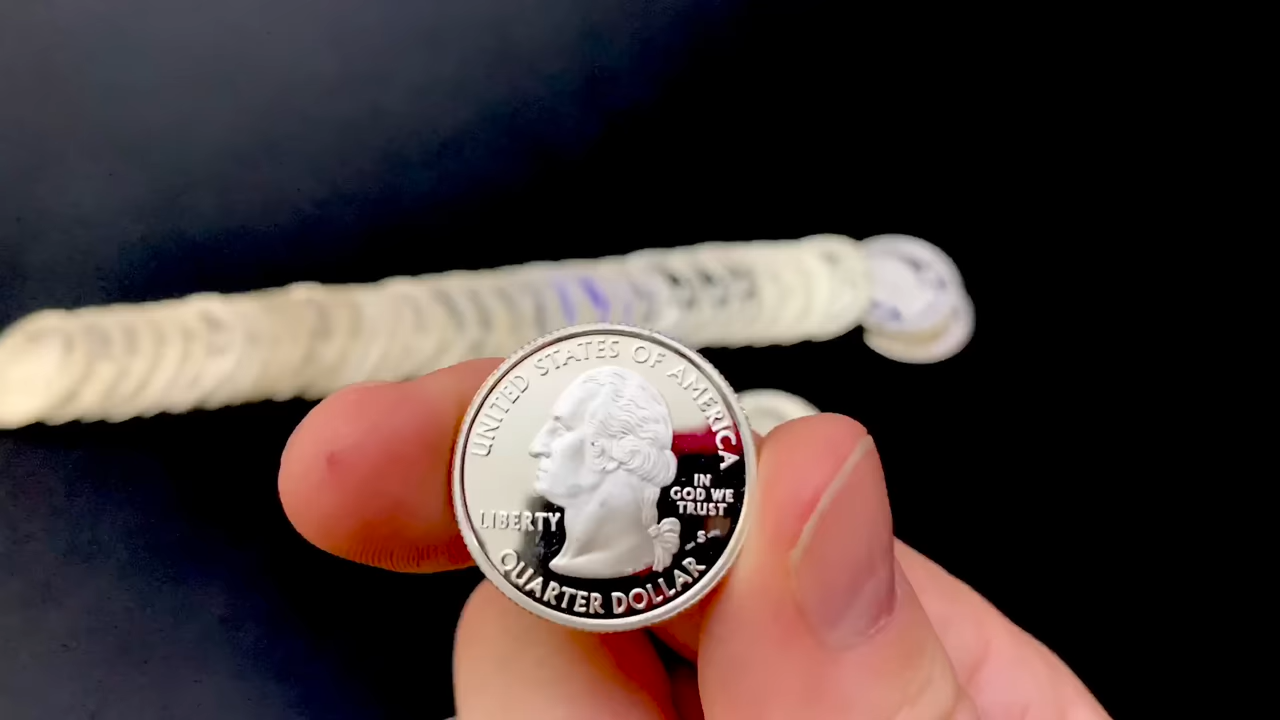 UNITED STATES OF AMERICA
IN
GOD WE
TRUST
LIBERTY
S
QUARTER DOLLAR